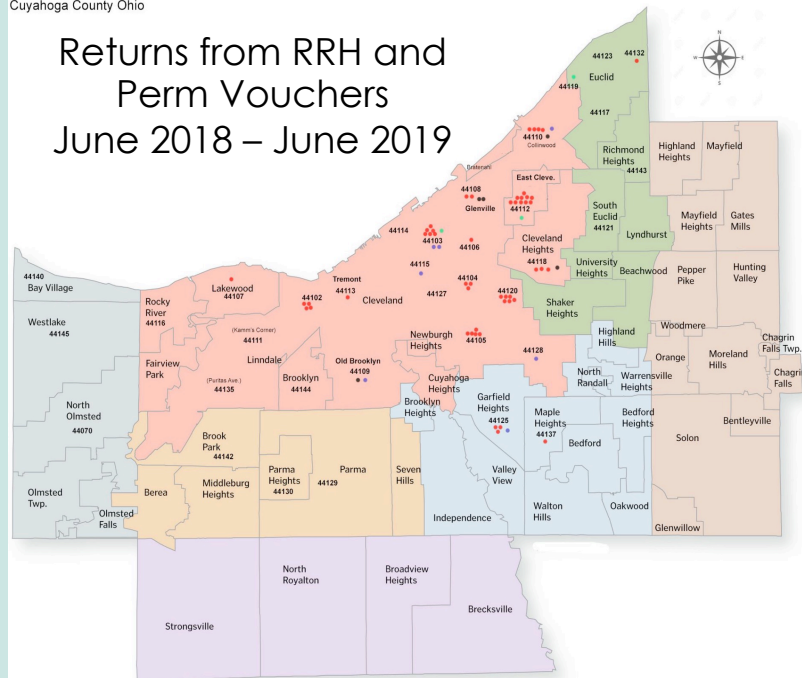 Cuyahoga County Ohio
Returns from RRH and
Perm Vouchers
June 2018 – June 2019
N
W
E
S
44123
44132
Euclid
44119
44117
44110
Collinwood
Richmond
Heights
44143
Highland
Heights
Mayfield
Bratenahl
East Cleve.
44108
Glenville
44112
South
Euclid
44121
Lyndhurst
Mayfield
Heights
Gates
Mills
44114
44103
44106
Cleveland
Heights
44118
44115
University
Heights
Beachwood
Pepper
Pike
Hunting
Valley
44140
Bay Village
Lakewood
44107
Tremont
44113
Cleveland
44127
44104
44120
Shaker
Heights
Rocky
River
44116
44102
Westlake
44145
(Kamm's Corner)
44111
Linndale
Newburgh
Heights
44105
Highland
Hills
Woodmere
Orange
Moreland
Hills
Chagrin
Falls Twp.
Chagrin
Falls
Fairview
Park
(Puritas Ave.)
44135
Brooklyn
44144
Old Brooklyn
44109
44128
Cuyahoga
Heights
North
Randall
Warrensville
Heights
North
Olmsted
44070
Brooklyn
Heights
Garfield
Heights
44125
Maple
Heights
44137
Bedford
Heights
Bedford
Solon
Bentleyville
Brook
Park
44142
Parma
Heights
44130
44129
Parma
Seven
Hills
Valley
View
Berea
Middleburg
Heights
Olmsted
Twp.
Olmsted
Falls
Independence
Walton
Hills
Oakwood
Glenwillow
North
Royalton
Broadview
Heights
Strongsville
Brecksville